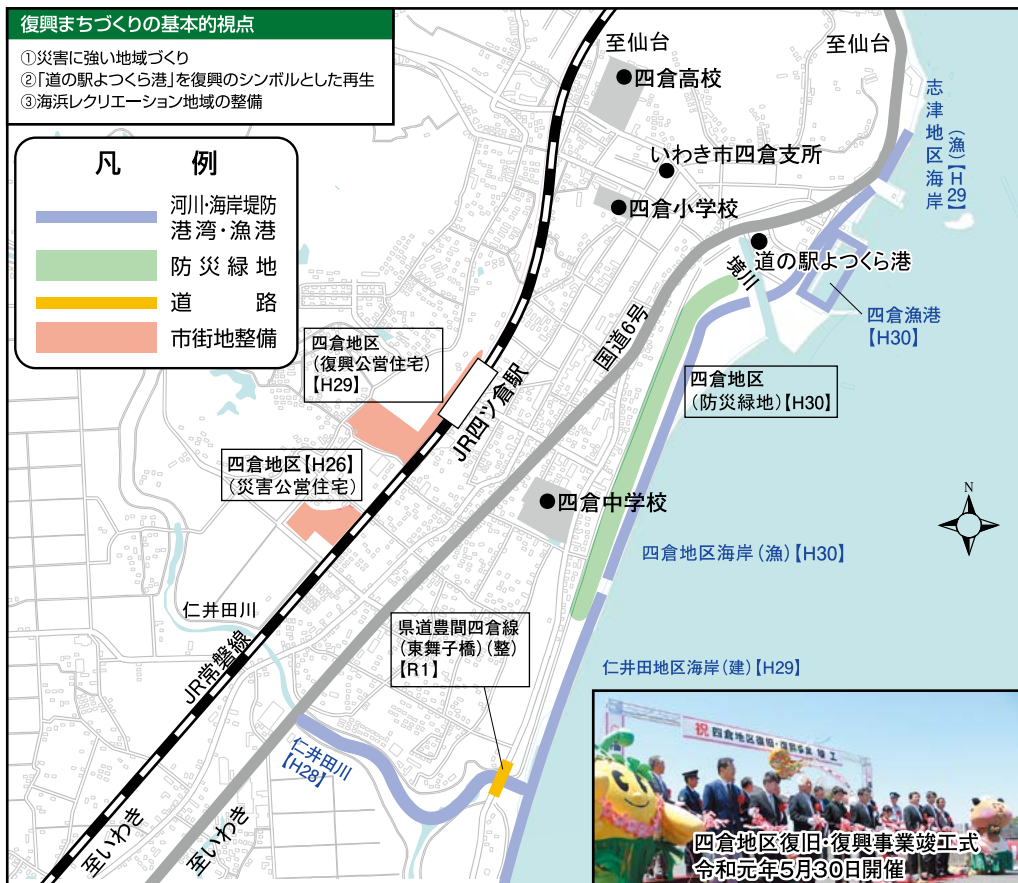 復興まちづくりの基本的視点
①災害に強い地域づくり
②「道の駅よつくら港」を復興のシンボルとした再生
③海浜レクリエーション地域の整備
凡 例
河川・海岸堤防
港湾・漁港
防災緑地
道 路
市街地整備
至仙台
至仙台
四倉高校
いわき市四倉支所
四倉小学校
志津地区海岸
(漁)【H29】
道の駅よつくら港
境川
四倉漁港
【H30】
国道6号
四倉地区
(復興公営住宅)
【H29】
JR四ツ倉駅
四倉地区
(防災緑地)【H30】
四倉地区【H26】
(災害公営住宅)
四倉中学校
N
四倉地区海岸(漁)【H30】
仁井田川
県道豊間四倉線
(東舞子橋)(整)
【R1】
JR常磐線
仁井田地区海岸(建)【H29】
仁井田川
【H28】
至いわき
至いわき
祝 四倉地区復旧・復興事業 竣工
四倉地区復旧・復興事業竣工式
令和元年5月30日開催